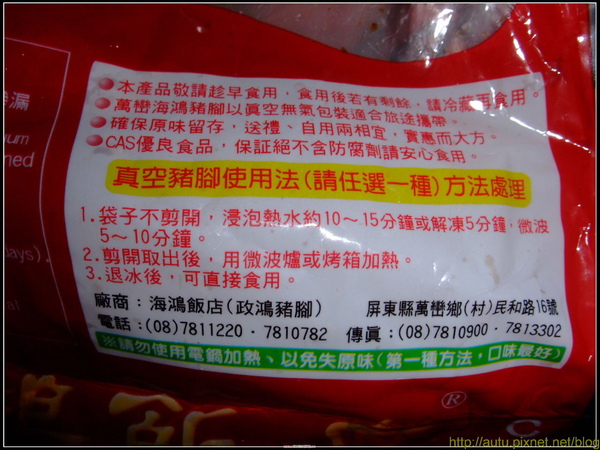 ●本產品敬請趁早食用，食用後若有剩餘，請冷藏再食用。
●萬巒海鴻豬腳以真空無氣包裝適合旅途攜帶。
●確保原味留存，送禮、自用兩相宜，實惠而大方。
●CAS優良食品，保証絕不含防腐劑請安心食用。
真空豬腳使用法(請任選一種)方法處理
1.袋子不剪開，浸泡熱水約10～15分鐘或解凍5分鐘，微波
5～10分鐘。
2.剪開取出後，用微波爐或烤箱加熱。
3.退冰後，可直接食用。
廠商：海鴻飯店(政鴻豬腳) 屏東縣萬巒鄉(村)民和路16號
電話：(08)7811220．7810782 傳真：(08)7810900．7813302
※請勿使用電鍋加熱、以免失原味(第一種方法，口味最好)
漏
ned
days).
®
C
http://autu.pixnet.net/blog